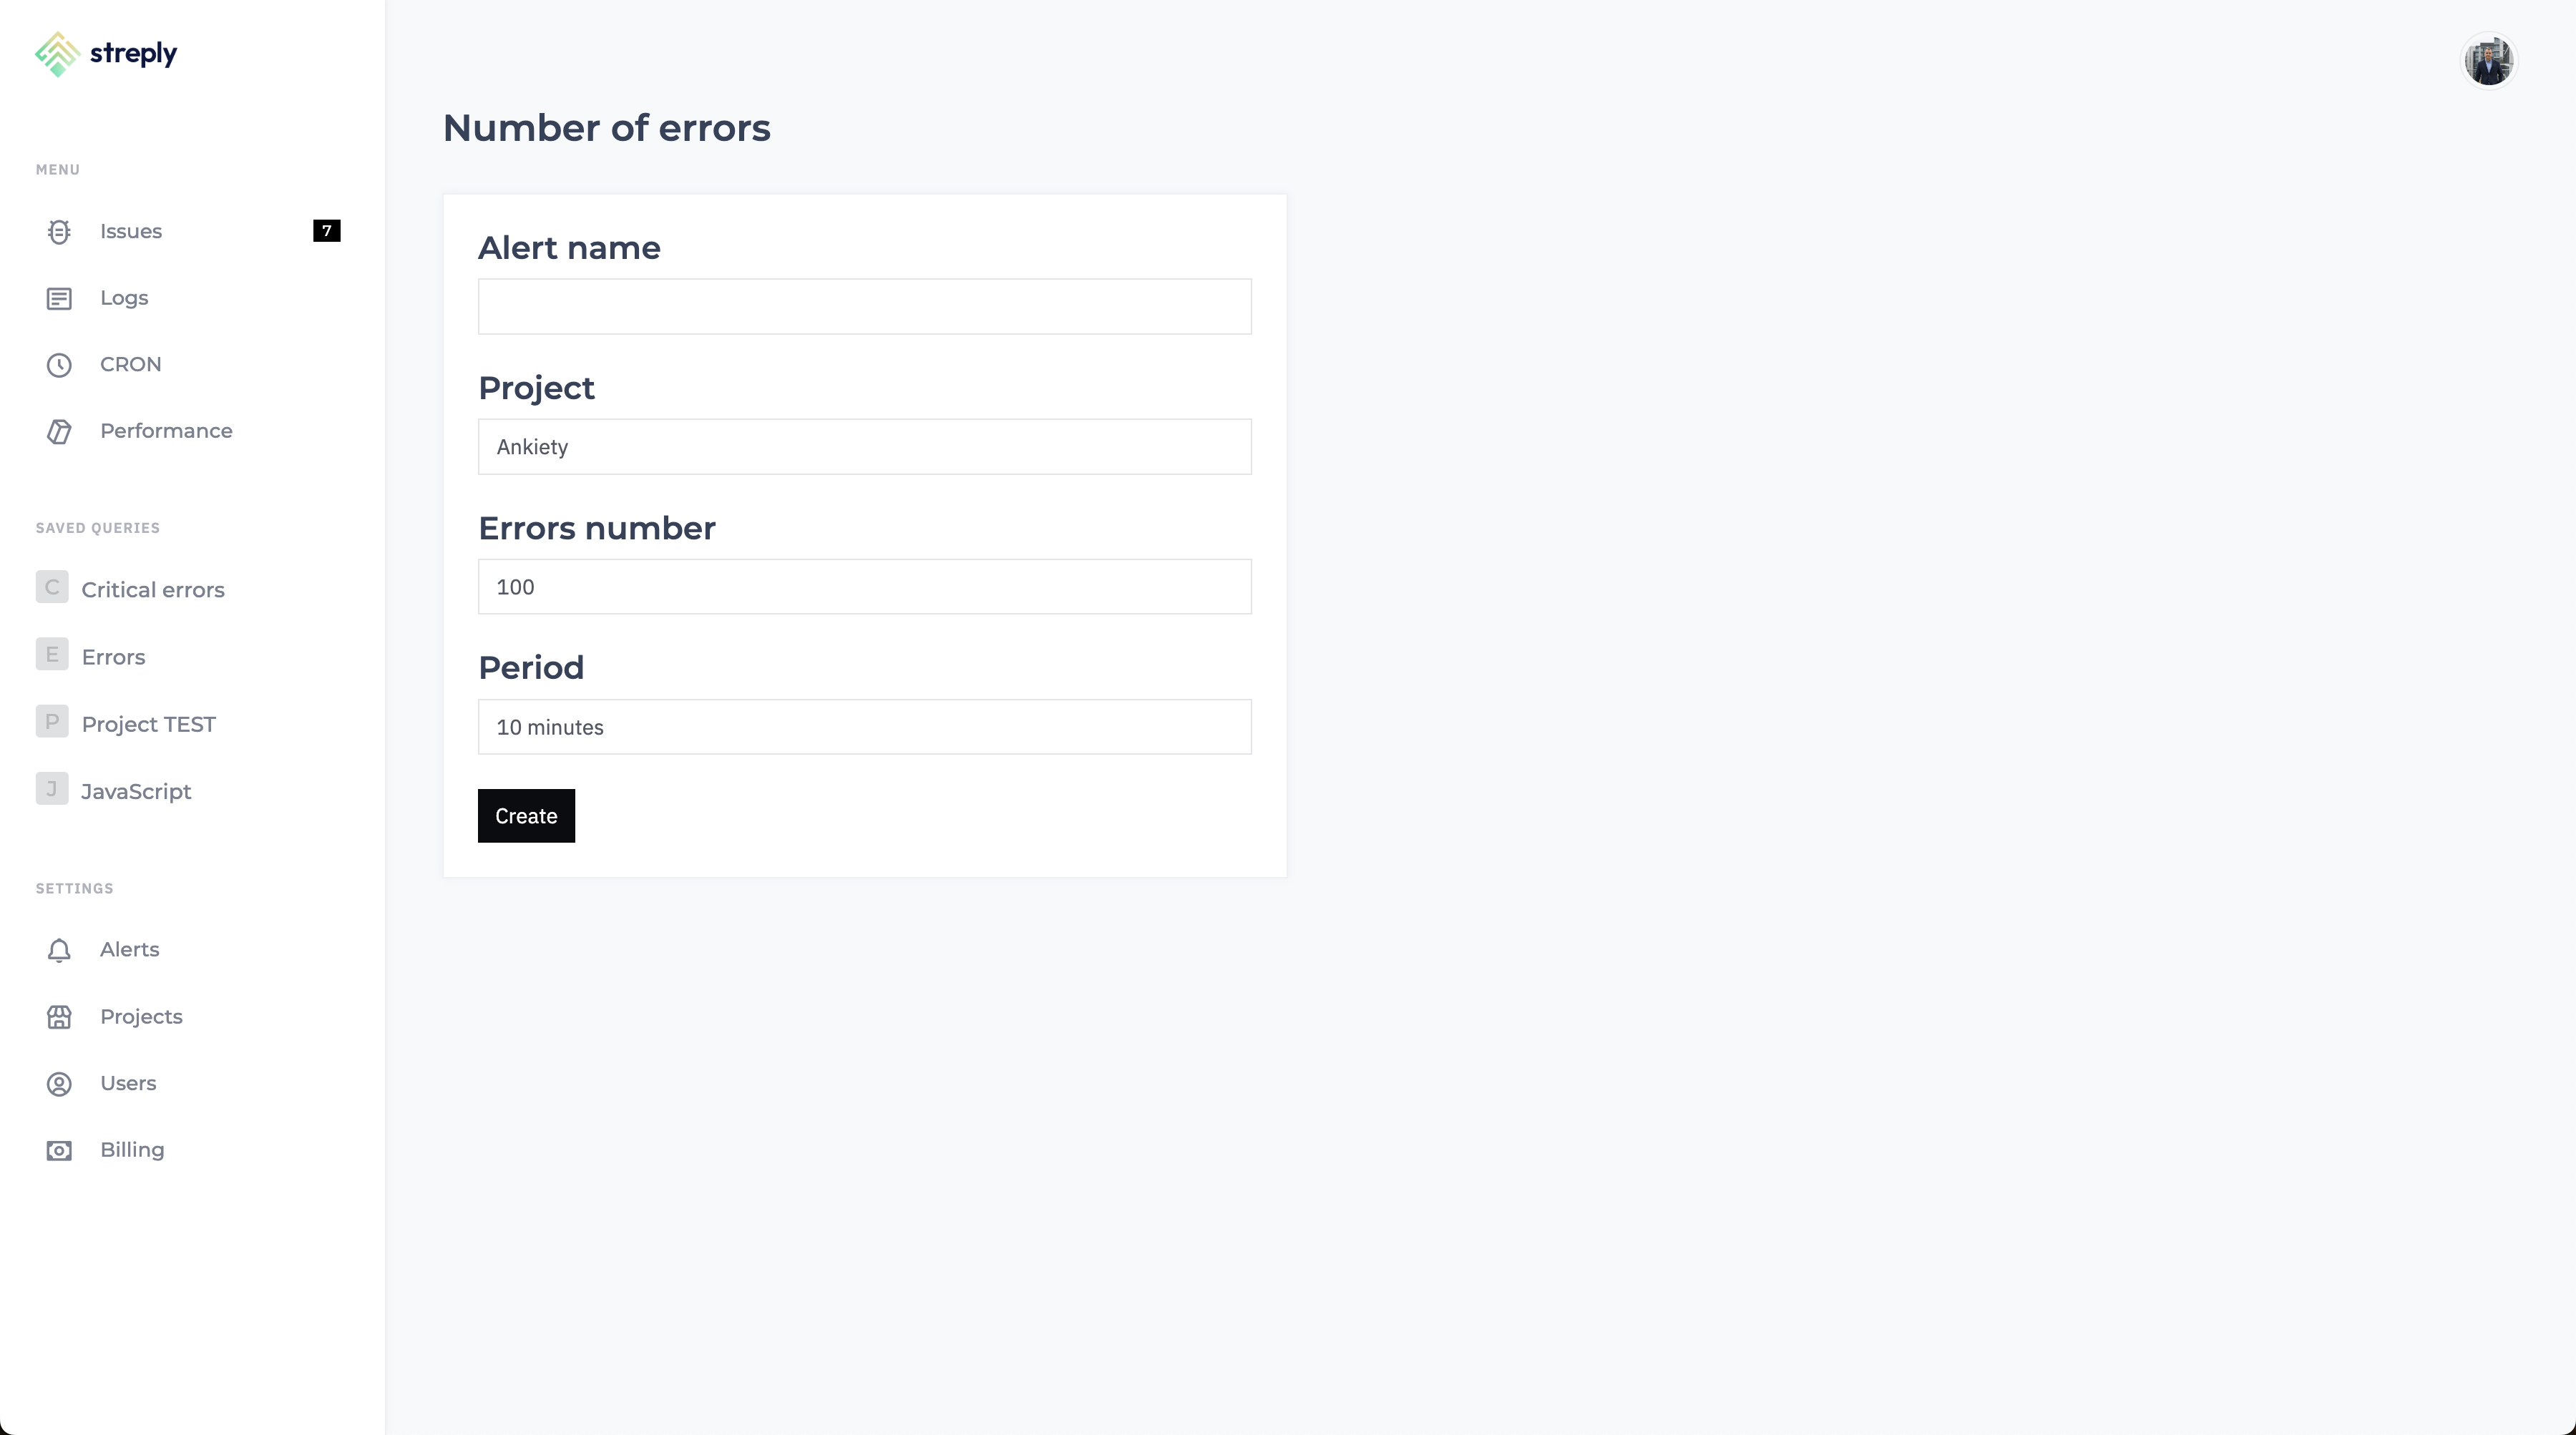 streply
MENU
Issues 7
Logs
CRON
Performance
SAVED QUERIES
C Critical errors
E Errors
P Project TEST
J JavaScript
SETTINGS
Alerts
Projects
Users
Billing
Number of errors
Alert name
Project
Ankiety
Errors number
100
Period
10 minutes
Create